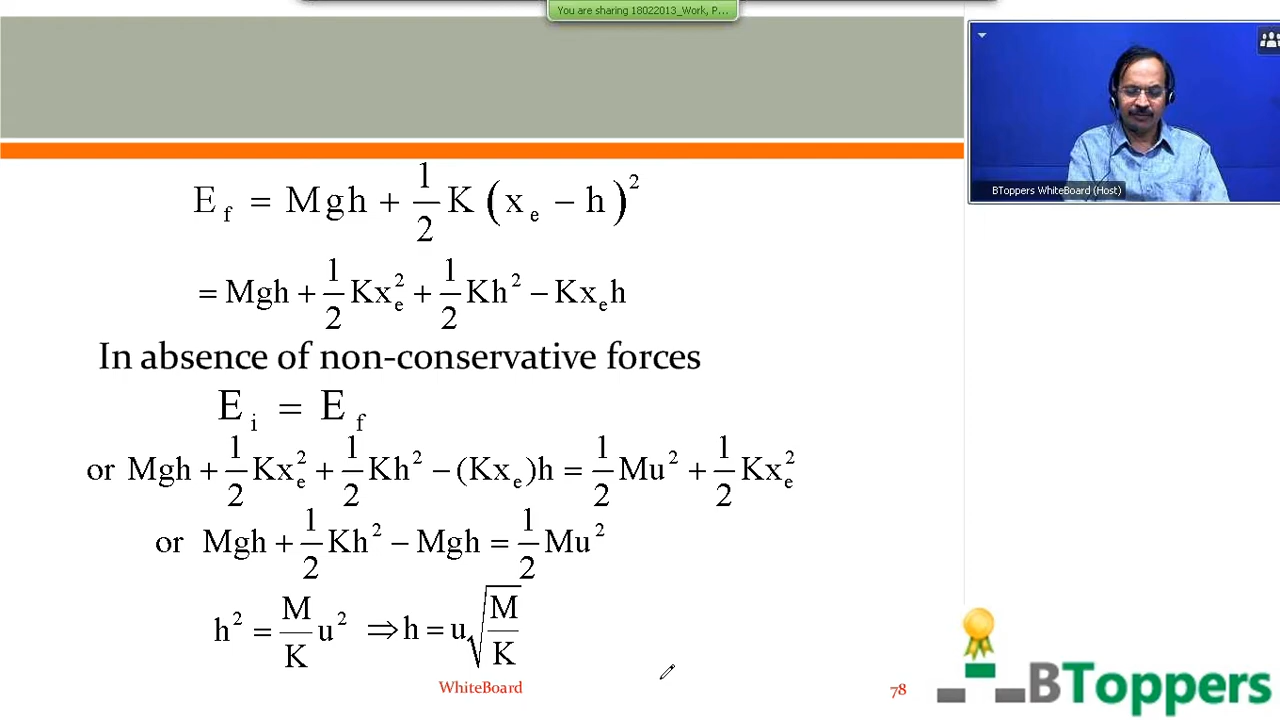 You are sharing 18022013_Work, P...
BToppers WhiteBoard (Host)
E_f = Mgh + 1/2 K (x_e − h)^2
= Mgh + 1/2 Kx_e^2 + 1/2 Kh^2 − Kx_e h
In absence of non-conservative forces
E_i = E_f
or Mgh + 1/2 Kx_e^2 + 1/2 Kh^2 − (Kx_e)h = 1/2 Mu^2 + 1/2 Kx_e^2
or Mgh + 1/2 Kh^2 − Mgh = 1/2 Mu^2
h^2 = M/K u^2 ⇒ h = u√(M/K)
WhiteBoard
78
BToppers